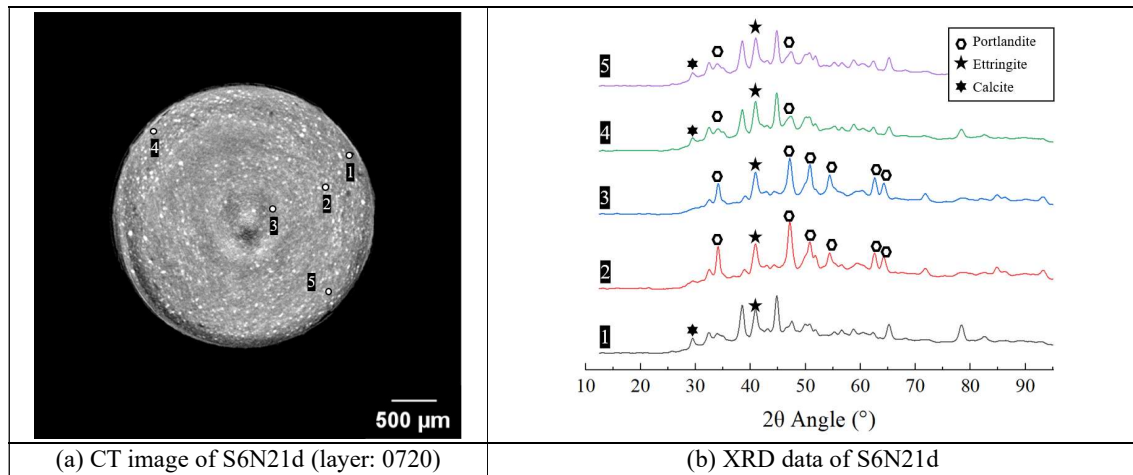 4
1
2
3
5
500 µm
(a) CT image of S6N21d (layer: 0720)
Portlandite
Ettringite
Calcite
5
4
3
2
1
10 20 30 40 50 60 70 80 90
2θ Angle (°)
(b) XRD data of S6N21d